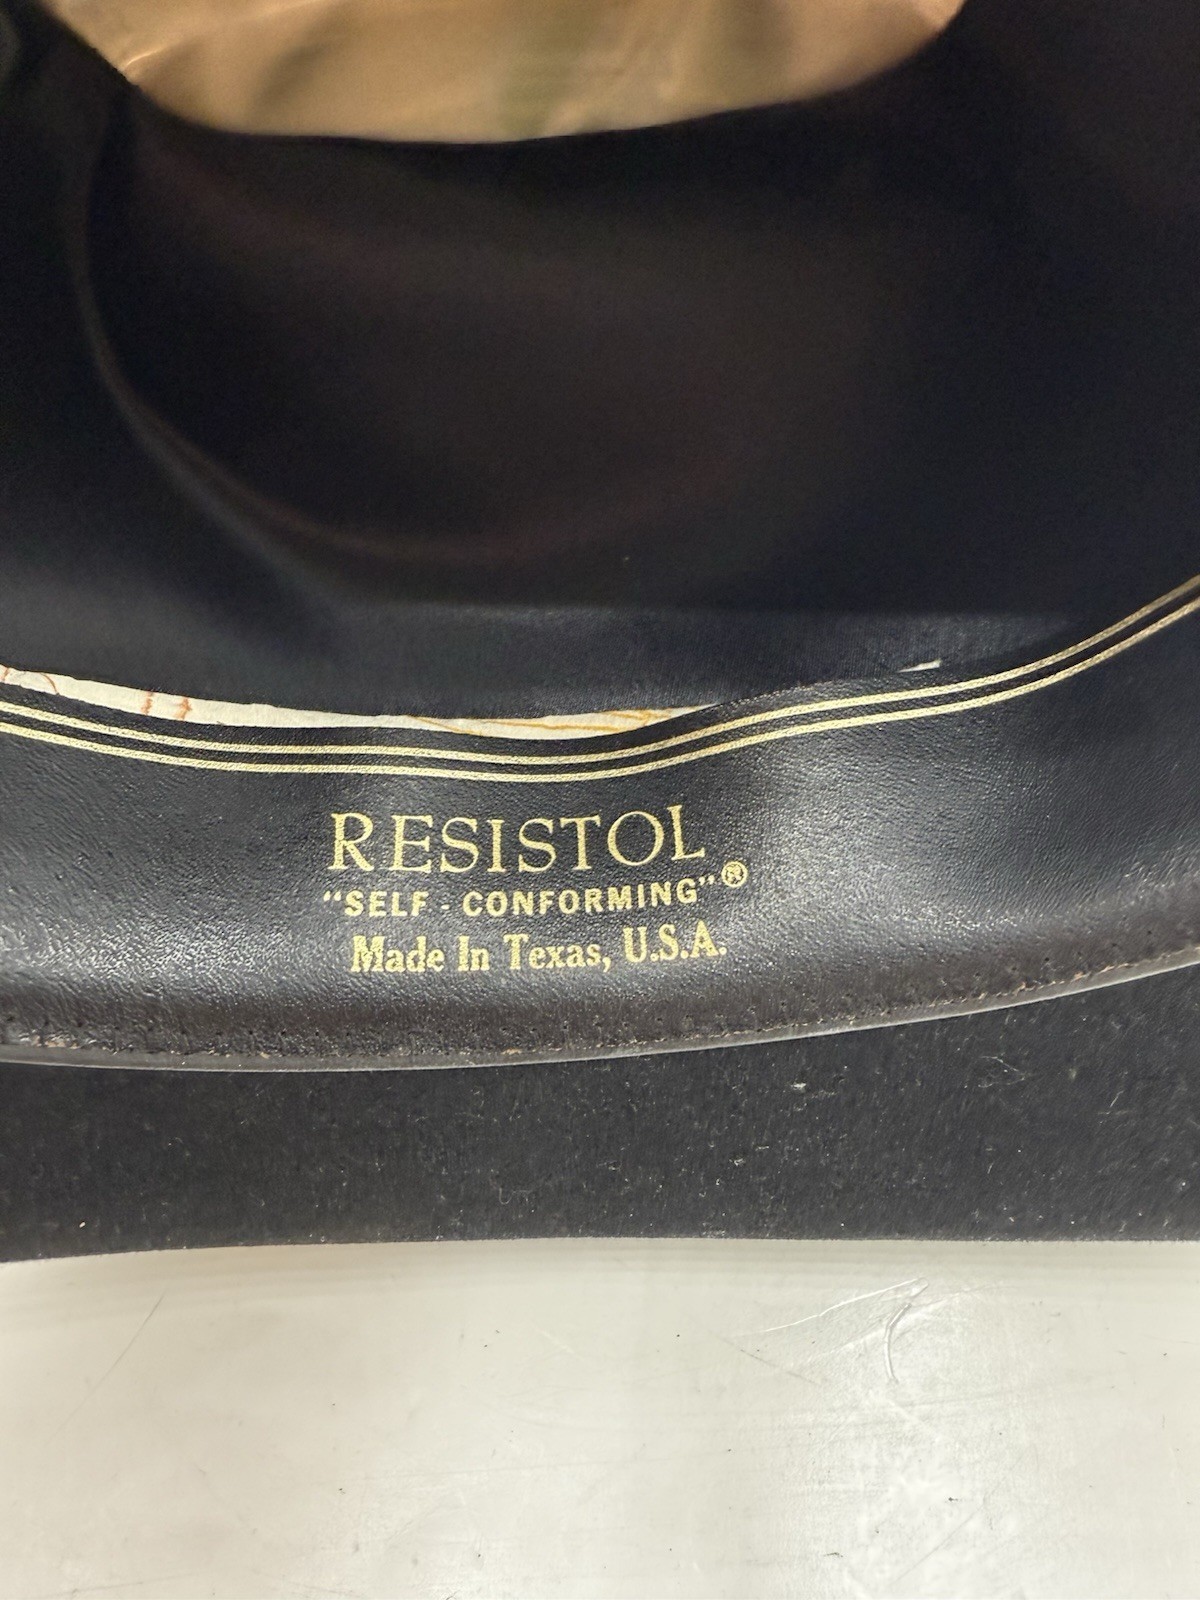 RESISTOL
"SELF - CONFORMING"®
Made In Texas, U.S.A.